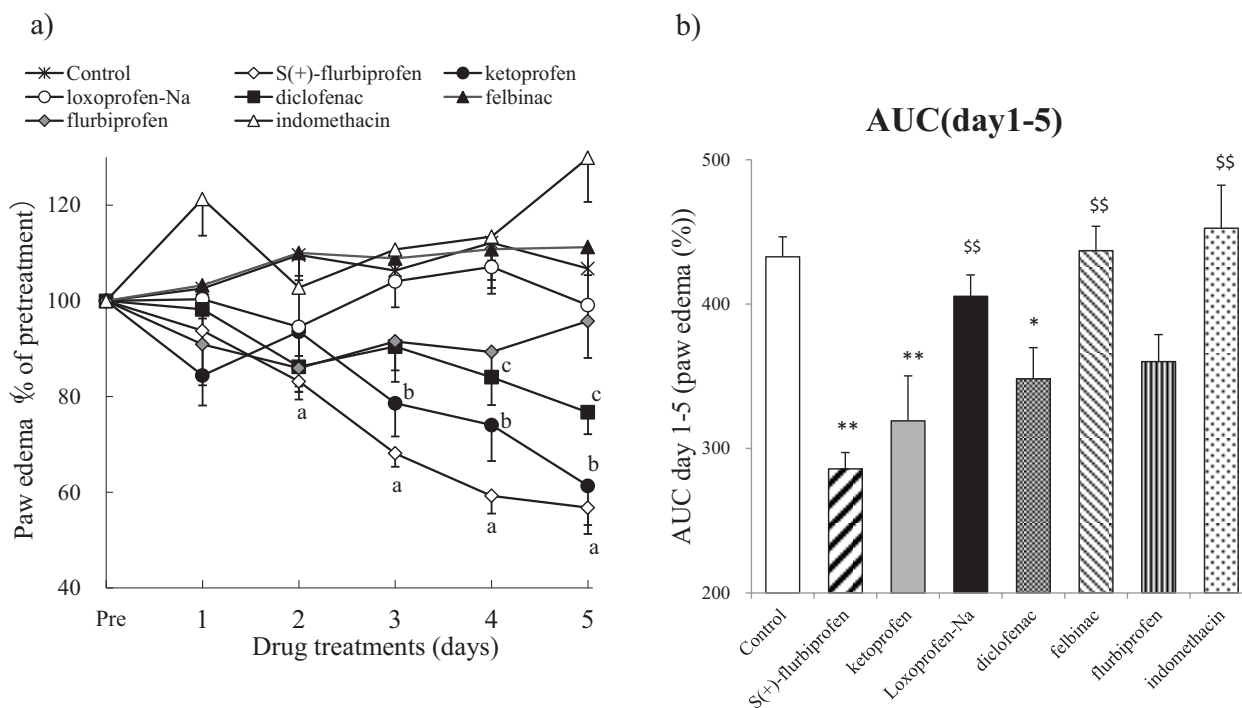 a)
Control S(+)-flurbiprofen ketoprofen
loxoprofen-Na diclofenac felbinac
flurbiprofen indomethacin
120
100
80
60
40
Paw edema (% of pretreatment)
a
a
a
a
b
b
b
c
c
Pre 1 2 3 4 5
Drug treatments (days)
b)
AUC(day1-5)
500
400
300
200
AUC day 1-5 (paw edema (%))
**
**
$$
*
$$
$$
Control
S(+)-flurbiprofen
ketoprofen
Loxoprofen-Na
diclofenac
felbinac
flurbiprofen
indomethacin